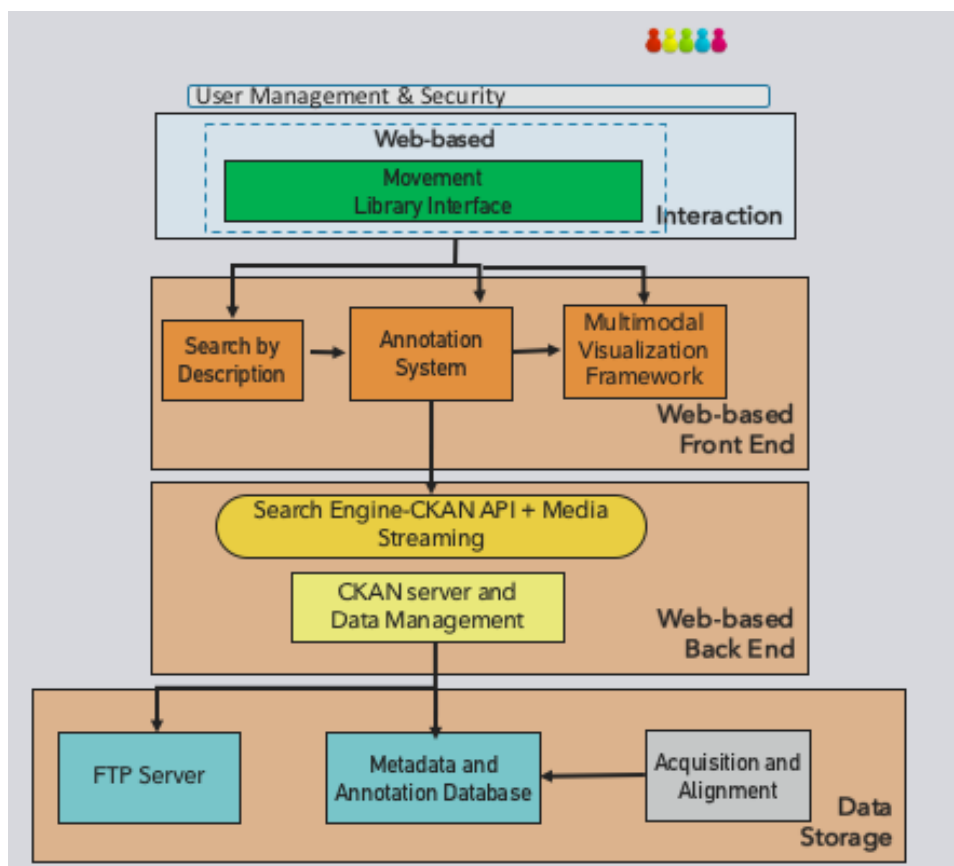 User Management & Security
Web-based
Movement
Library Interface
Interaction
Search by
Description
Annotation
System
Multimodal
Visualization
Framework
Web-based
Front End
Search Engine-CKAN API + Media
Streaming
CKAN server and
Data Management
Web-based
Back End
FTP Server
Metadata and
Annotation Database
Acquisition and
Alignment
Data
Storage